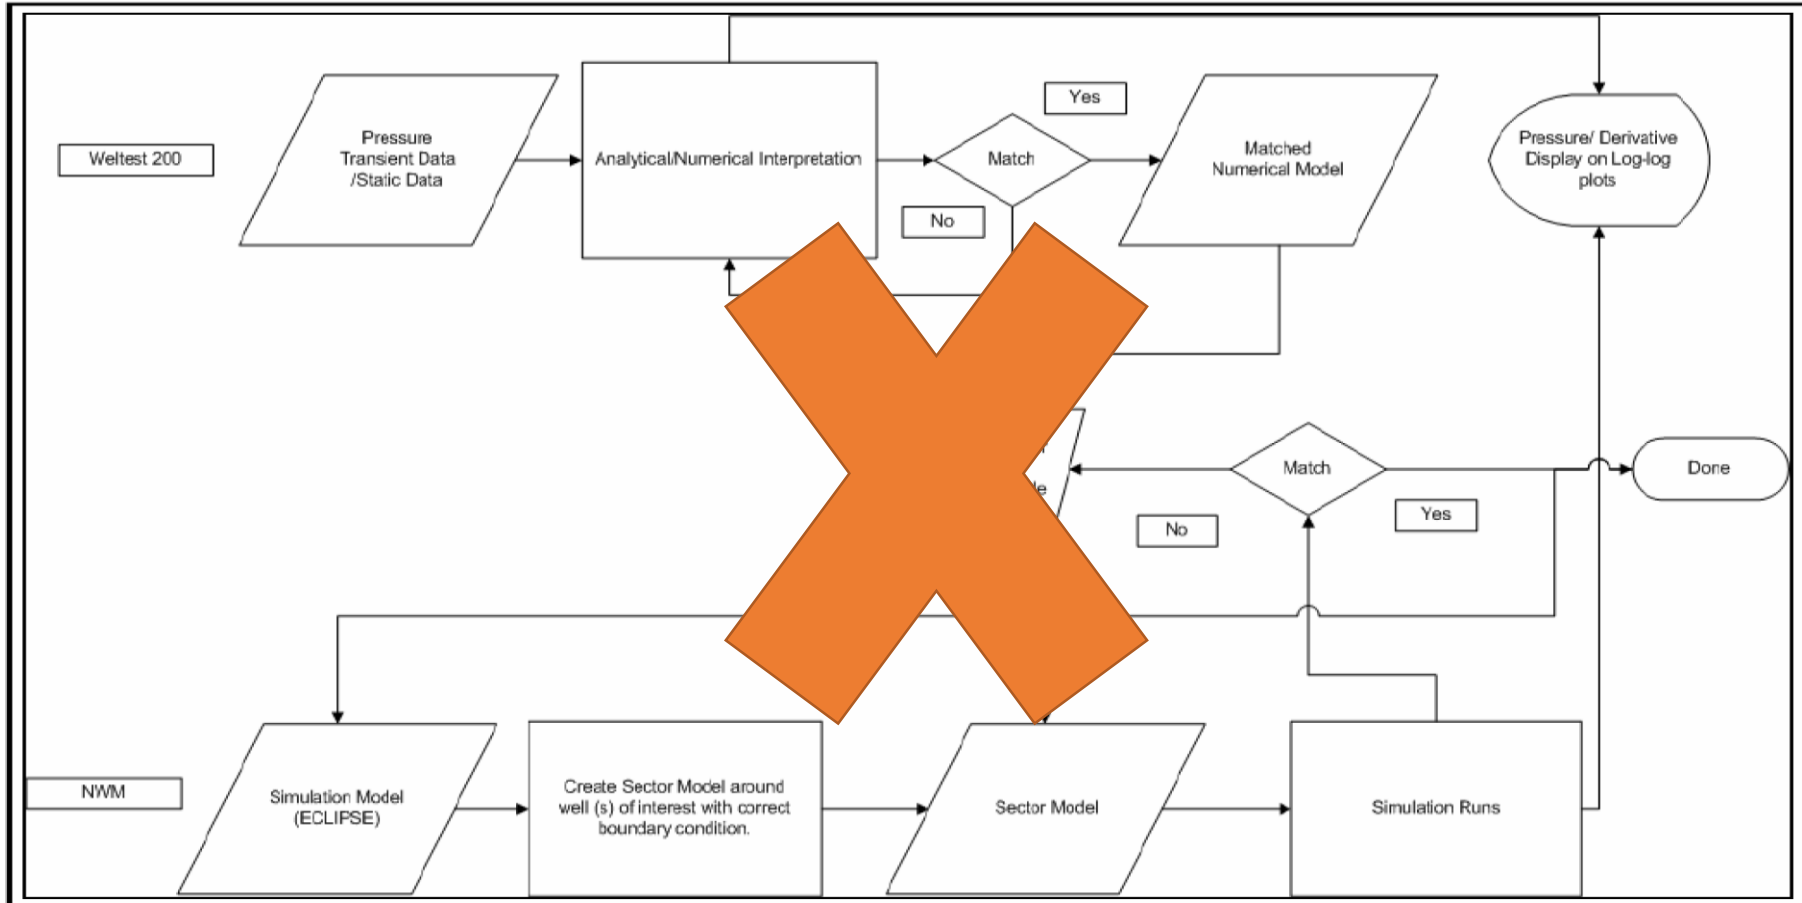 Weltest 200
Pressure
Transient Data
/Static Data
Analytical/Numerical Interpretation
Match
Yes
No
Matched
Numerical Model
Pressure/ Derivative
Display on Log-log
plots
Match
No
Yes
Done
NWM
Simulation Model
(ECLIPSE)
Create Sector Model around
well (s) of interest with correct
boundary condition.
Sector Model
Simulation Runs